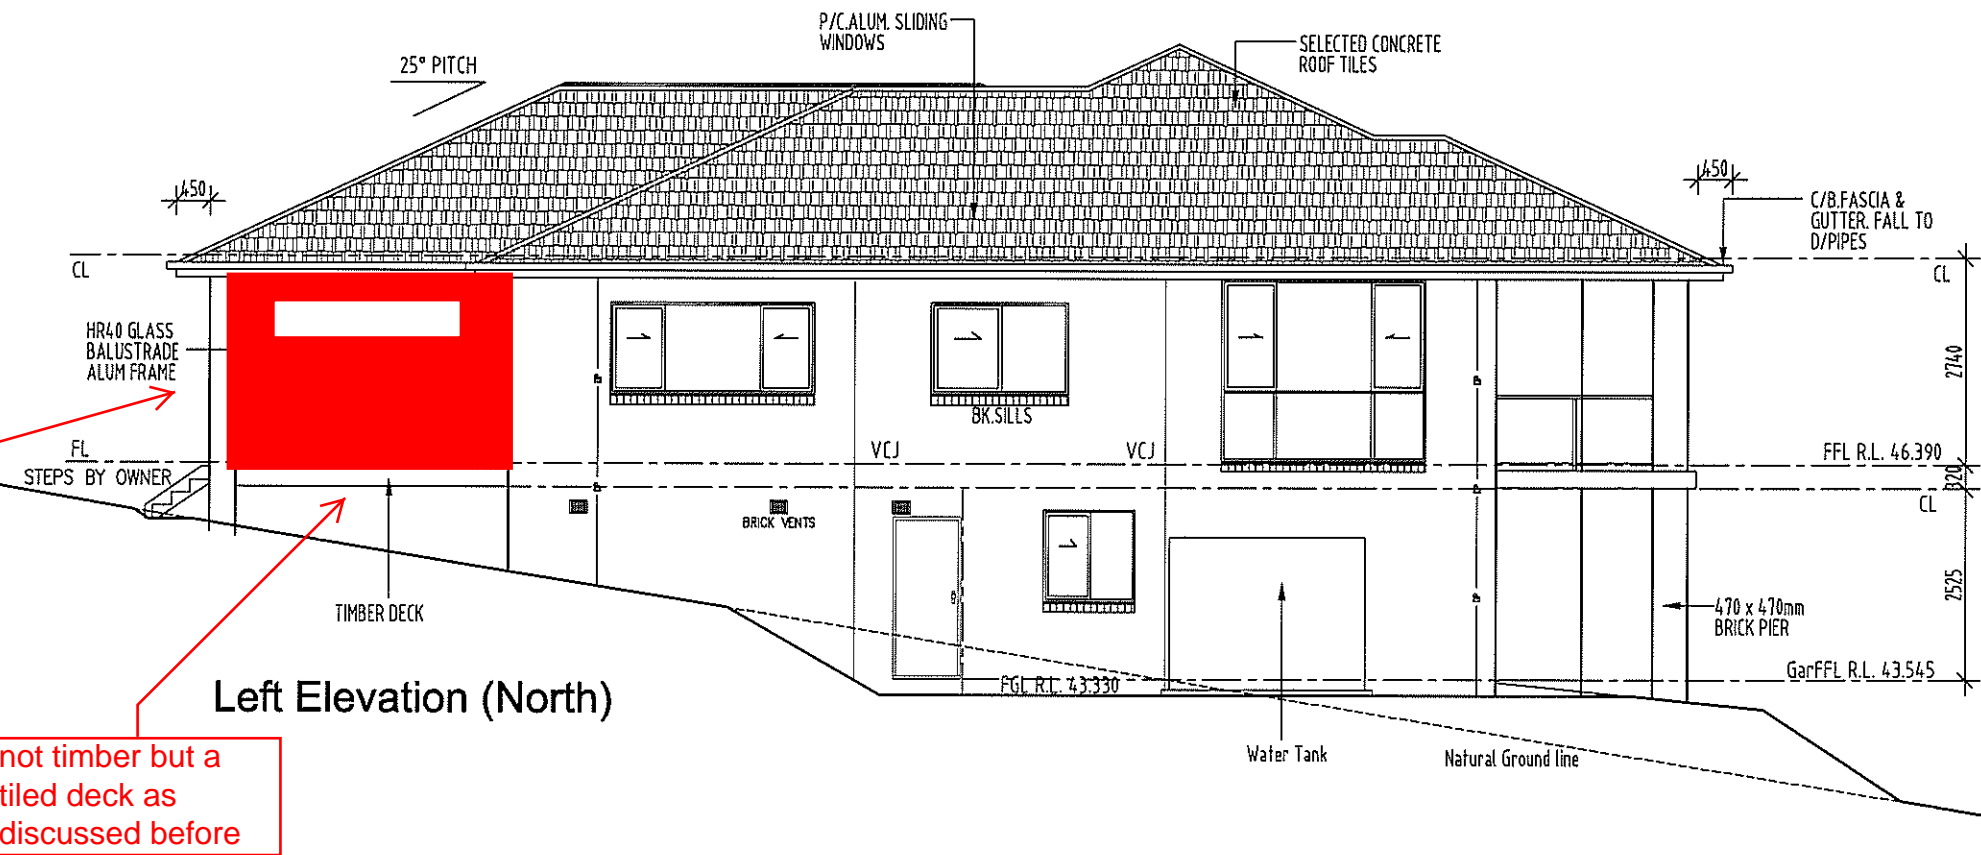 P/C.ALUM. SLIDING
WINDOWS
SELECTED CONCRETE
ROOF TILES
25° PITCH
450
450
C/B.FASCIA &
GUTTER. FALL TO
D/PIPES
CL
CL
HR40 GLASS
BALUSTRADE
ALUM FRAME
2740
BK.SILLS
FL
VCJ
VCJ
FFL R.L. 46.390
STEPS BY OWNER
320
CL
BRICK VENTS
2525
TIMBER DECK
470 x 470mm
BRICK PIER
FGL R.L. 43.330
GarFFL R.L. 43.545
Left Elevation (North)
Water Tank
Natural Ground line
not timber but a
tiled deck as
discussed before